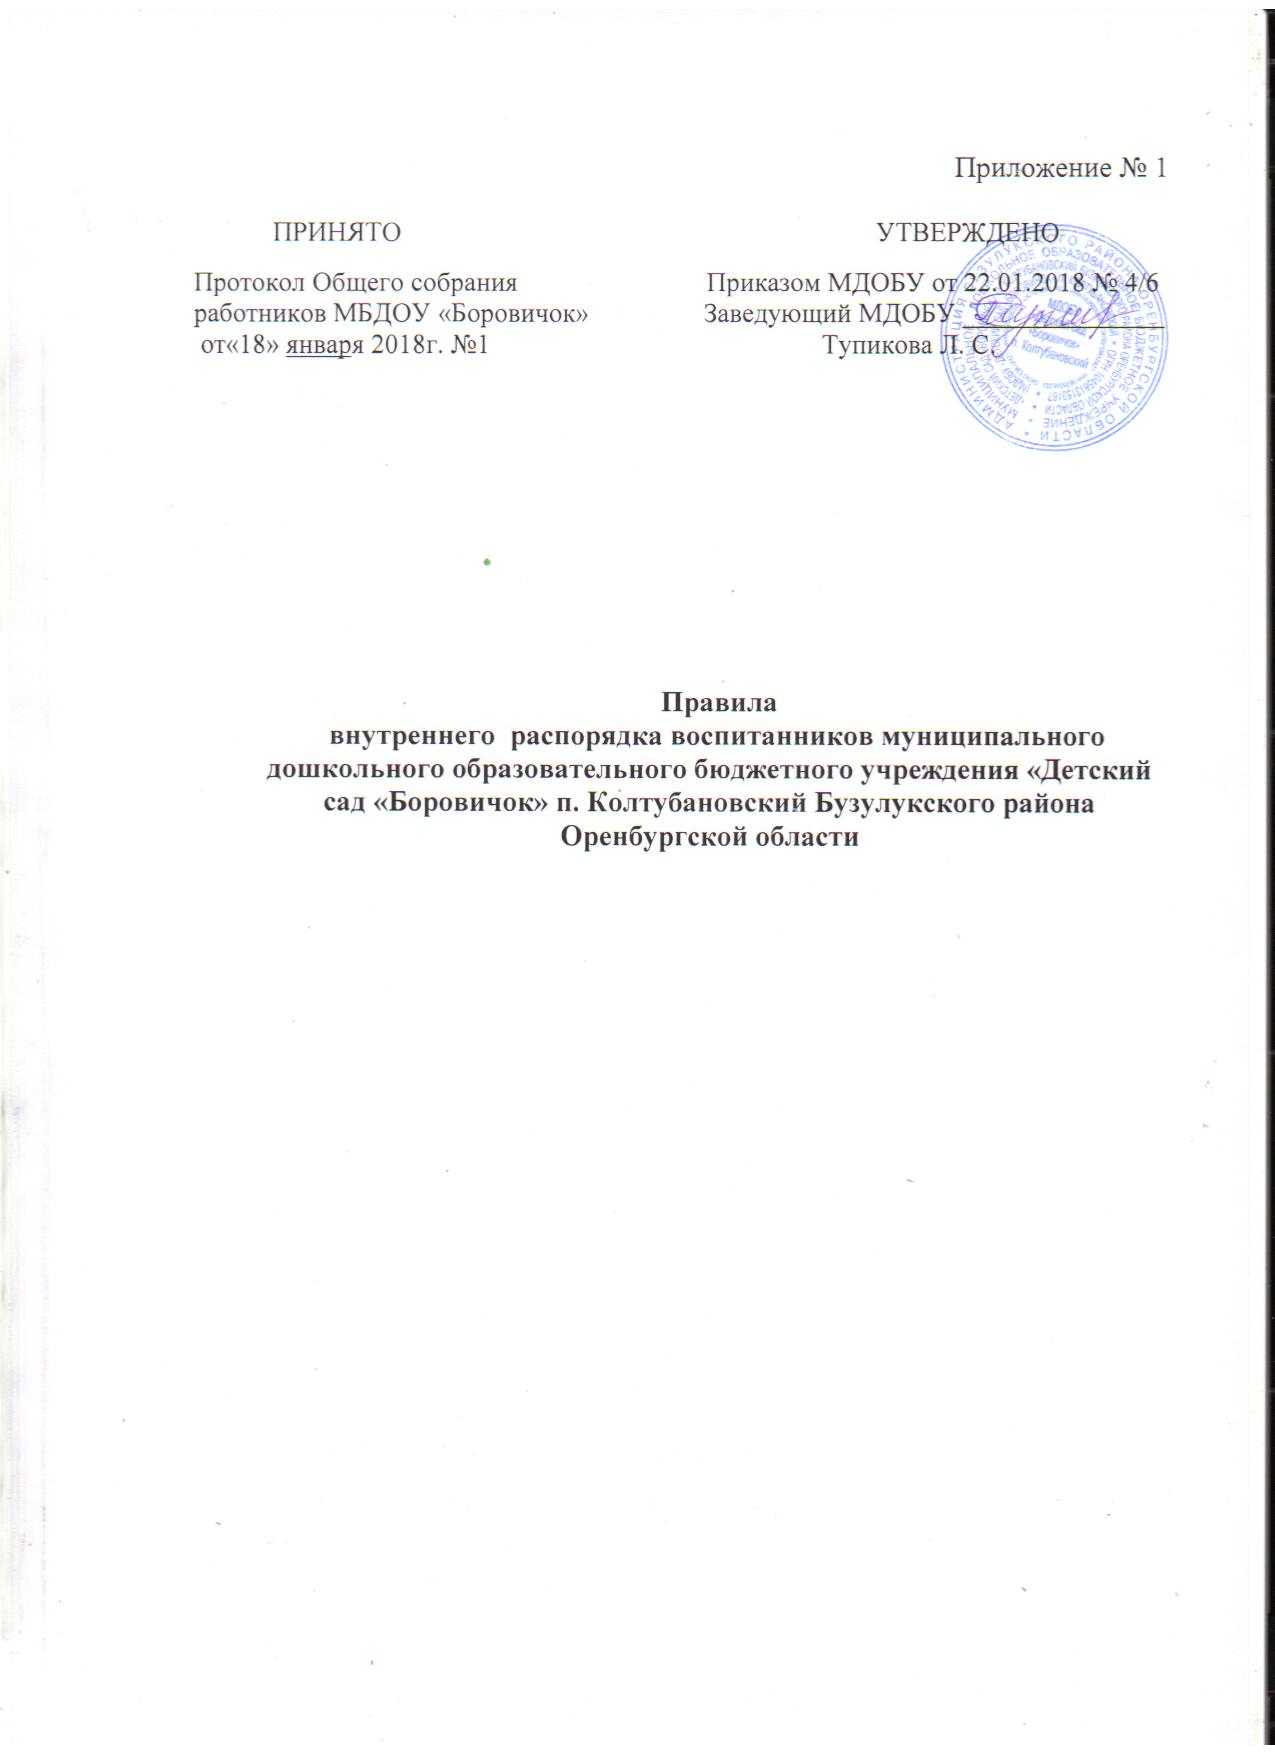 Приложение № 1
ПРИНЯТО УТВЕРЖДЕНО
Протокол Общего собрания Приказом МДОБУ от 22.01.2018 № 4/6
работников МБДОУ «Боровичок» Заведующий МДОБУ
от«18» января 2018г. №1 Тупикова Л. С.
Правила
внутреннего распорядка воспитанников муниципального
дошкольного образовательного бюджетного учреждения «Детский
сад «Боровичок» п. Колтубановский Бузулукского района
Оренбургской области